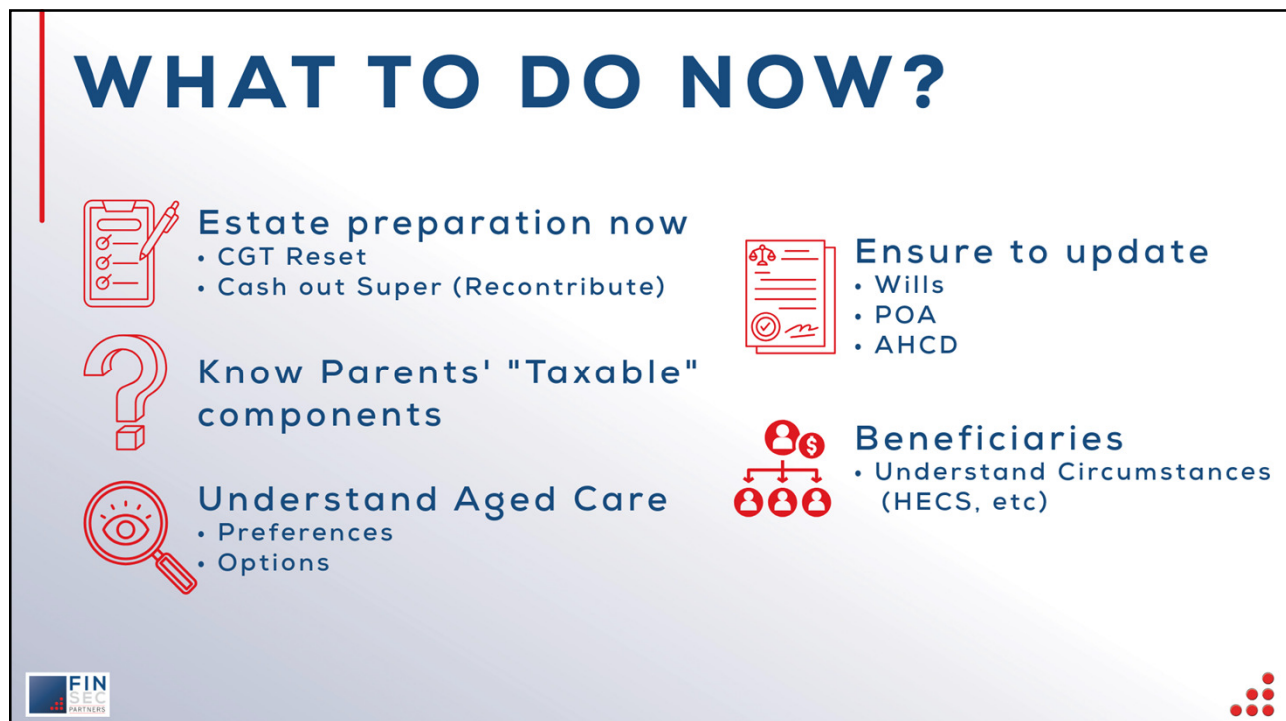 WHAT TO DO NOW?
Estate preparation now
• CGT Reset
• Cash out Super (Recontribute)
Know Parents' "Taxable"
components
Understand Aged Care
• Preferences
• Options
Ensure to update
• Wills
• POA
• AHCD
Beneficiaries
• Understand Circumstances
(HECS, etc)
FIN
SEC
PARTNERS